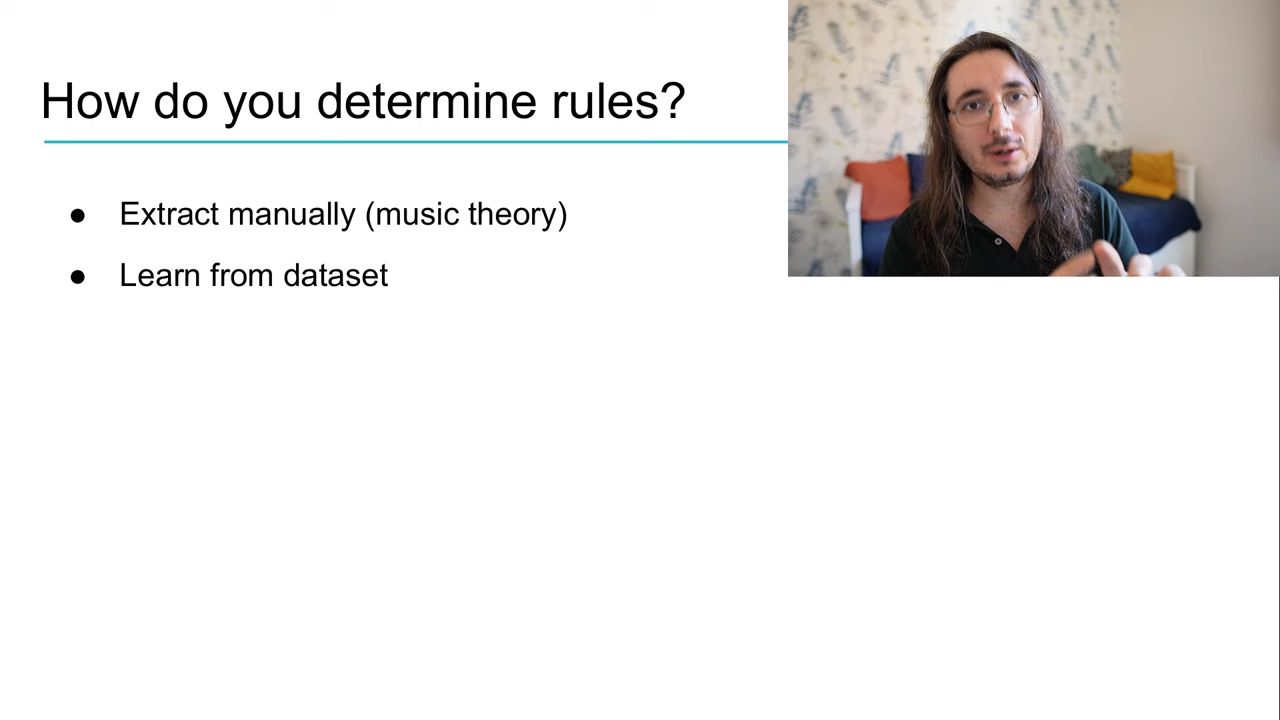 How do you determine rules?
● Extract manually (music theory)
● Learn from dataset